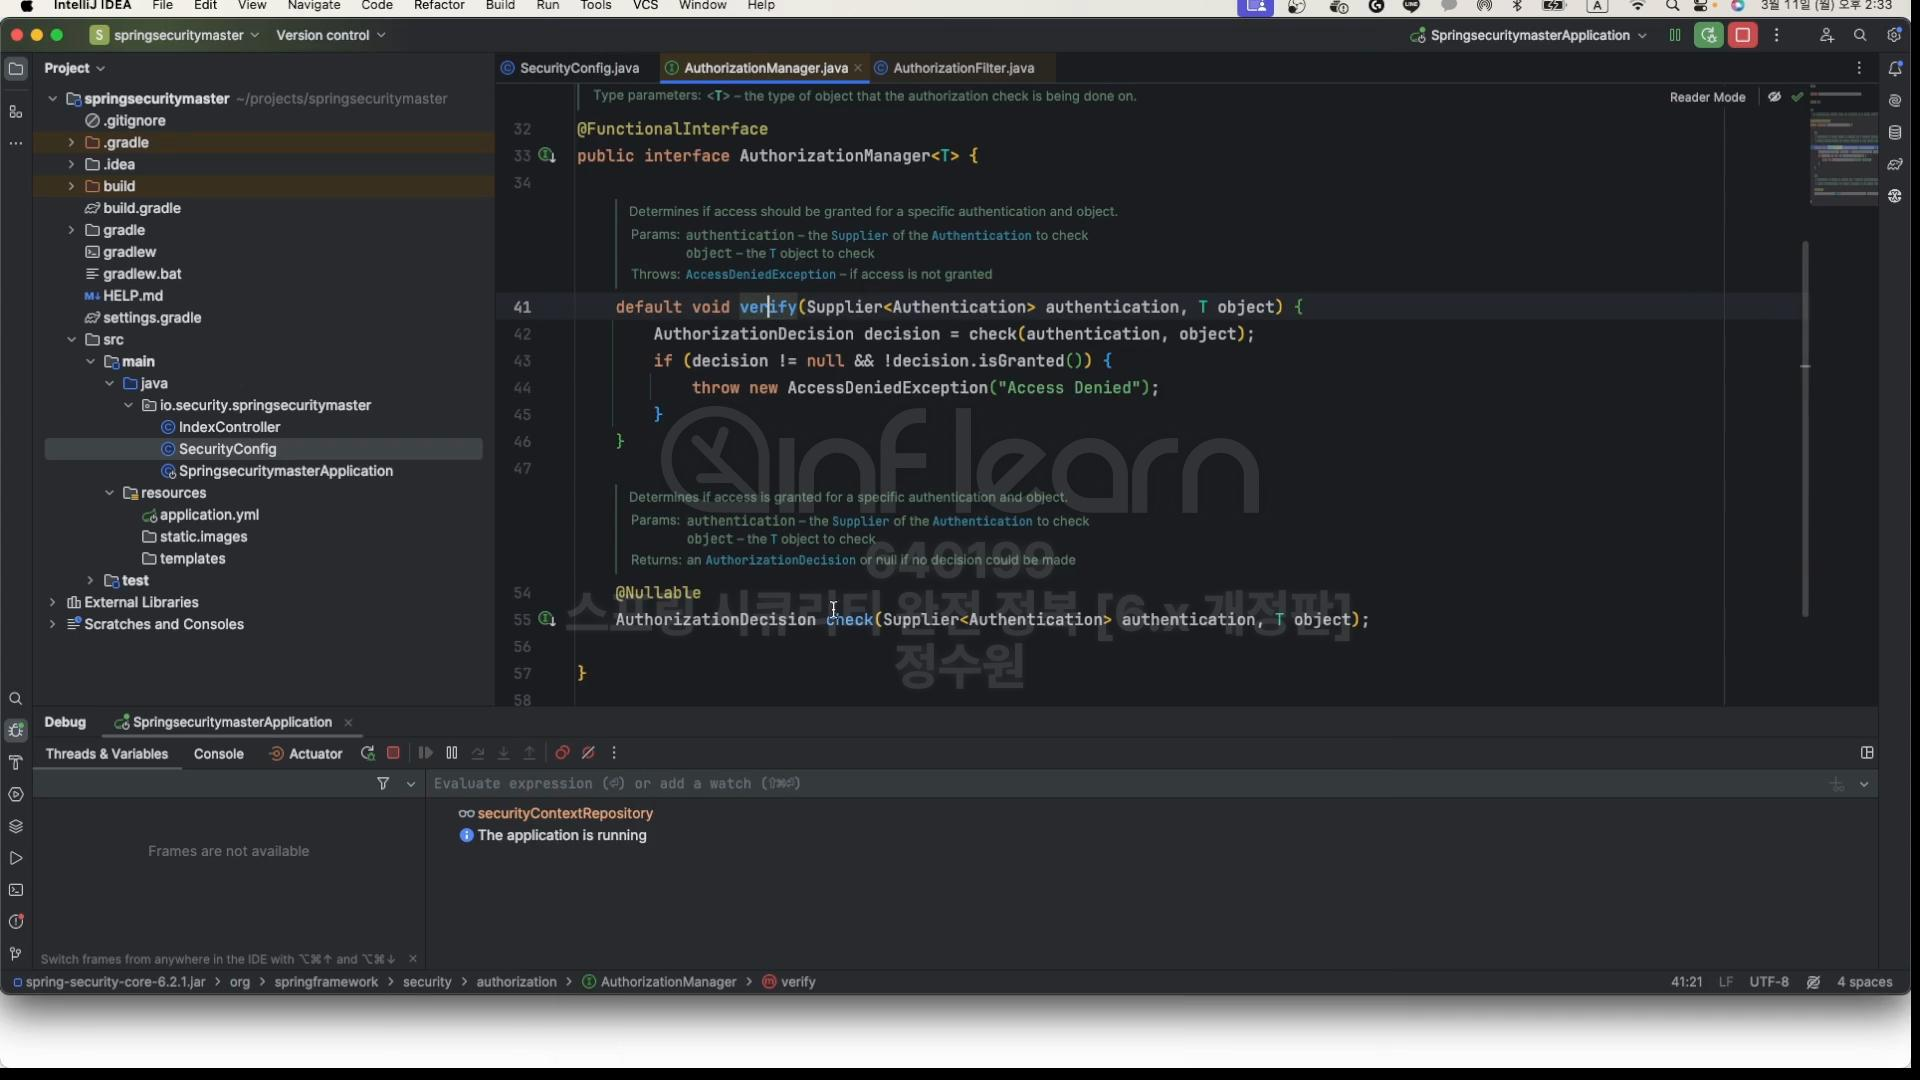 IntelliJ IDEA File Edit View Navigate Code Refactor Build Run Tools VCS Window Help
A
3월 11일 (월) 오후 2:33
S springsecuritymaster Version control
SpringsecuritymasterApplication
Project
SecurityConfig.java AuthorizationManager.java AuthorizationFilter.java
springsecuritymaster ~/projects/springsecuritymaster
.gitignore
.gradle
.idea
build
build.gradle
gradle
gradlew
gradlew.bat
M↓ HELP.md
settings.gradle
src
main
java
io.security.springsecuritymaster
IndexController
SecurityConfig
SpringsecuritymasterApplication
resources
application.yml
static.images
templates
test
External Libraries
Scratches and Consoles
Type parameters: <T> – the type of object that the authorization check is being done on.
Reader Mode
32 @FunctionalInterface
33 public interface AuthorizationManager<T> {
34
Determines if access should be granted for a specific authentication and object.
Params: authentication – the Supplier of the Authentication to check
object – the T object to check
Throws: AccessDeniedException – if access is not granted
41 default void verify(Supplier<Authentication> authentication, T object) {
42 AuthorizationDecision decision = check(authentication, object);
43 if (decision != null && !decision.isGranted()) {
44 throw new AccessDeniedException("Access Denied");
45 }
46 }
47
Determines if access is granted for a specific authentication and object.
Params: authentication – the Supplier of the Authentication to check
object – the T object to check
Returns: an AuthorizationDecision or null if no decision could be made
54 @Nullable
55 AuthorizationDecision check(Supplier<Authentication> authentication, T object);
56
57 }
58
inflearn
640199
스프링 시큐리티 완전 정복 [6.x 개정판]
정수원
Debug SpringsecuritymasterApplication
Threads & Variables Console Actuator
Evaluate expression (⏎) or add a watch (⇧⌘⏎)
securityContextRepository
The application is running
Frames are not available
Switch frames from anywhere in the IDE with ⌥⌘↑ and ⌥⌘↓
spring-security-core-6.2.1.jar > org > springframework > security > authorization > AuthorizationManager > verify
41:21 LF UTF-8 4 spaces